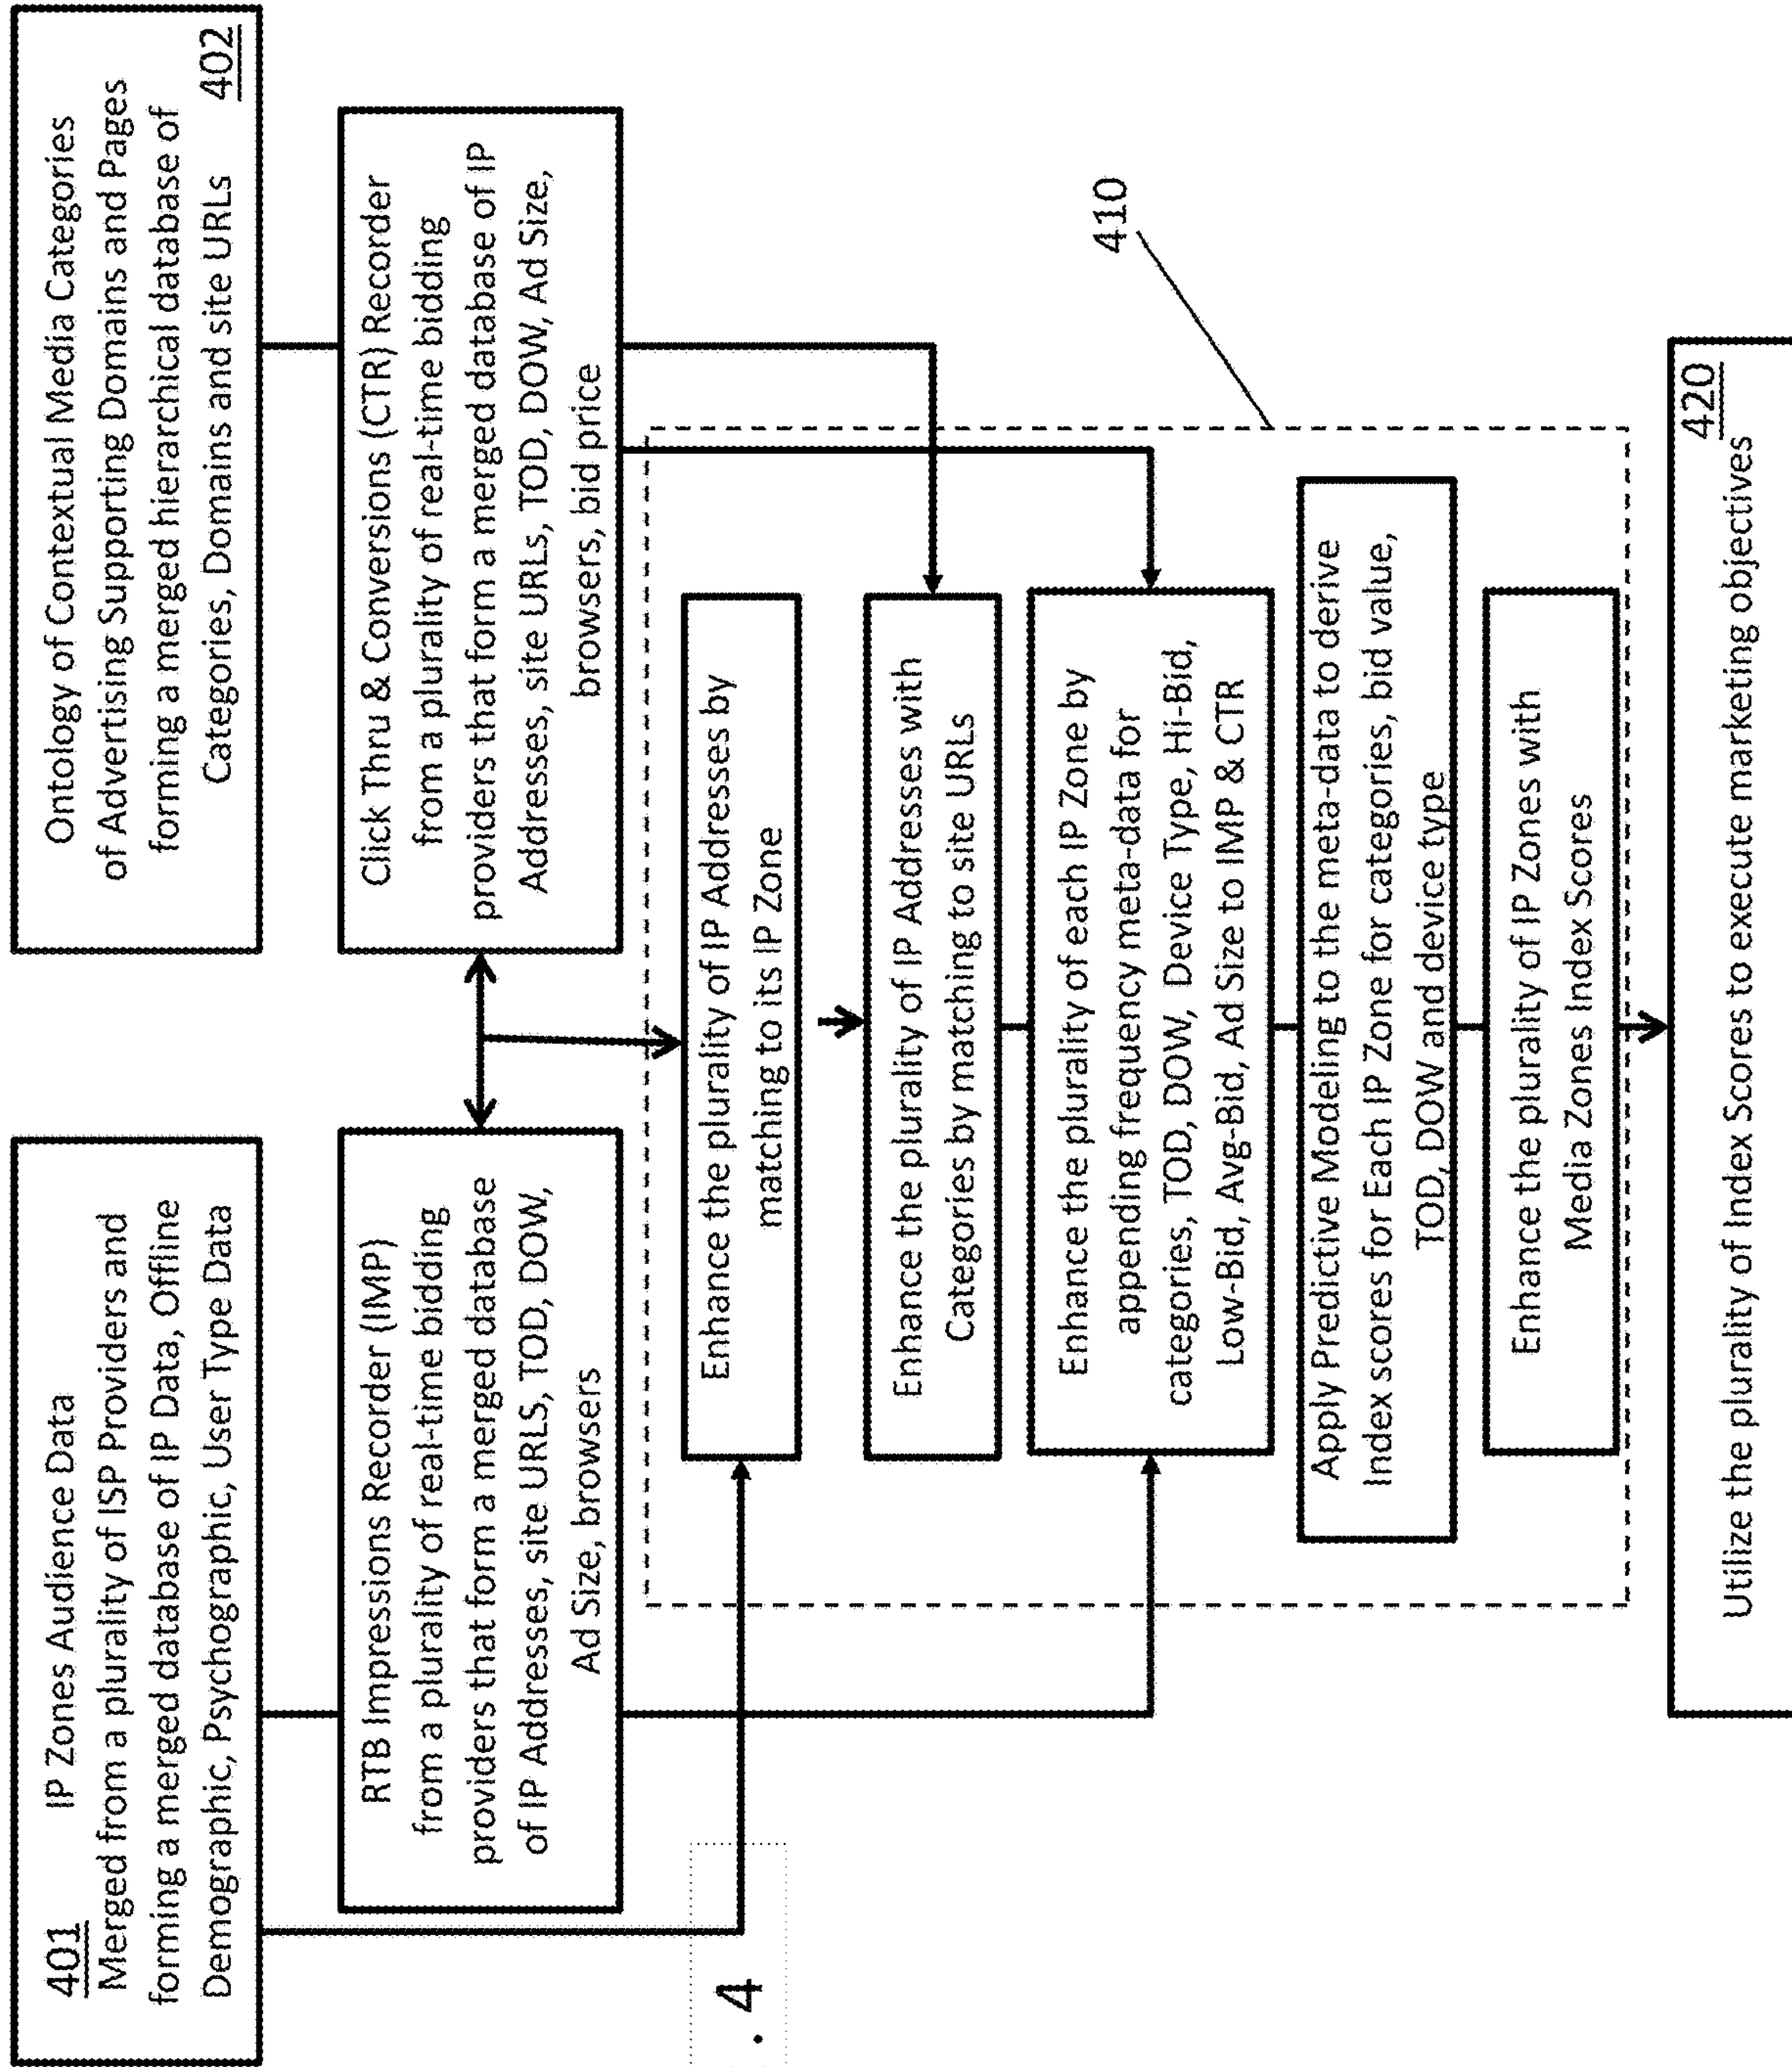 401 IP Zones Audience Data
Merged from a plurality of ISP Providers and
forming a merged database of IP Data, Offline
Demographic, Psychographic, User Type Data
Ontology of Contextual Media Categories
of Advertising Supporting Domains and Pages
forming a merged hierarchical database of
Categories, Domains and site URLs 402
RTB Impressions Recorder (IMP)
from a plurality of real-time bidding
providers that form a merged database
of IP Addresses, site URLS, TOD, DOW,
Ad Size, browsers
Click Thru & Conversions (CTR) Recorder
from a plurality of real-time bidding
providers that form a merged database of IP
Addresses, site URLs, TOD, DOW, Ad Size,
browsers, bid price
410
Enhance the plurality of IP Addresses by
matching to its IP Zone
Enhance the plurality of IP Addresses with
Categories by matching to site URLs
Enhance the plurality of each IP Zone by
appending frequency meta-data for
categories, TOD, DOW, Device Type, Hi-Bid,
Low-Bid, Avg-Bid, Ad Size to IMP & CTR
Apply Predictive Modeling to the meta-data to derive
Index scores for Each IP Zone for categories, bid value,
TOD, DOW and device type
Enhance the plurality of IP Zones with
Media Zones Index Scores
420
Utilize the plurality of Index Scores to execute marketing objectives
. 4